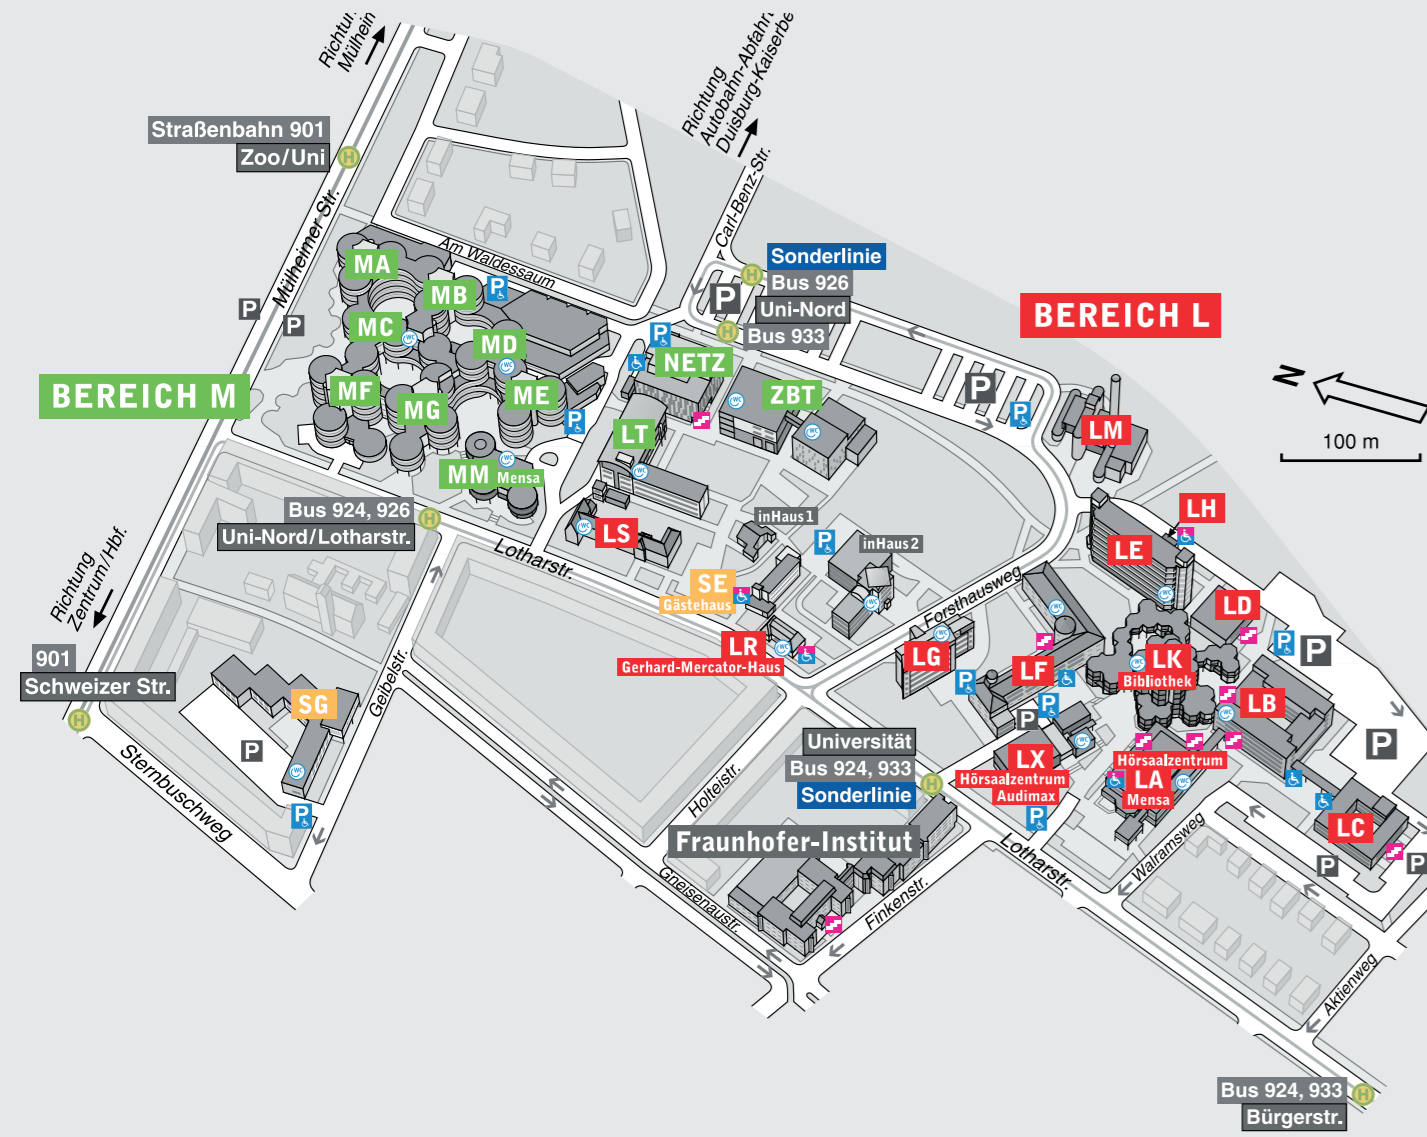 Richtung
Mülheim
Richtung
Autobahn-Abfahrt
Duisburg-Kaiserbe
Straßenbahn 901
Zoo/Uni
H
Mülheimer Str.
Carl-Benz-Str.
Am Waldessaum
Sonderlinie
Bus 926
Uni-Nord
Bus 933
H
H
P
BEREICH L
BEREICH M
P
P
MA
MB
MC
MD
ME
MF
MG
MM Mensa
NETZ
ZBT
LT
LS
P
N
100 m
LM
Bus 924, 926
Uni-Nord/Lotharstr.
H
Lotharstr.
inHaus1
inHaus2
LH
LE
LD
Richtung
Zentrum/Hbf.
SE
Gästehaus
Forsthausweg
LR
Gerhard-Mercator-Haus
LG
LF
LK
Bibliothek
LB
P
P
901
Schweizer Str.
H
SG
P
Geibelstr.
Sternbuschweg
Universität
Bus 924, 933
Sonderlinie
H
P
LX
Hörsaalzentrum
Audimax
Hörsaalzentrum
LA
Mensa
LC
P
P
Holteistr.
Fraunhofer-Institut
Gneisenaustr.
Finkenstr.
Lotharstr.
Walramsweg
Aktienweg
Bus 924, 933
Bürgerstr.
H